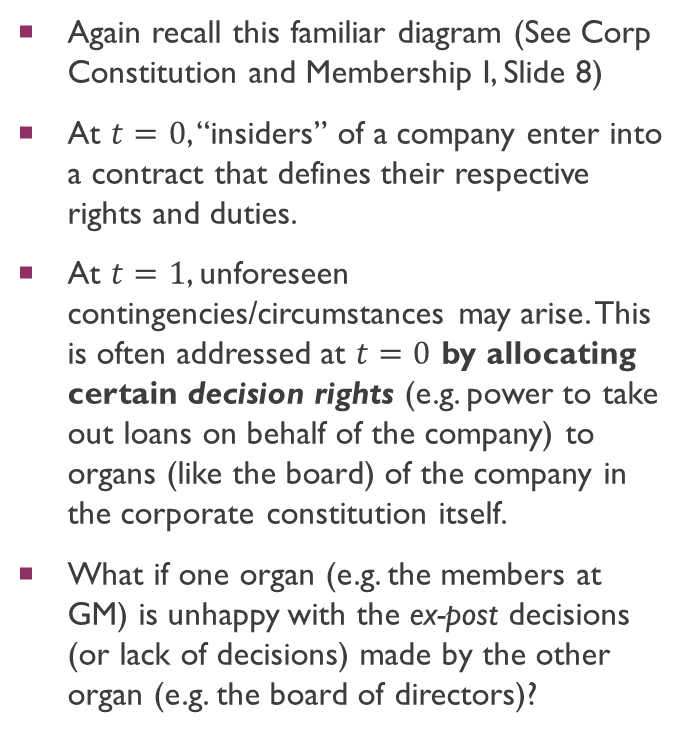 ▪ Again recall this familiar diagram (See Corp
Constitution and Membership I, Slide 8)
▪ At t = 0, “insiders” of a company enter into
a contract that defines their respective
rights and duties.
▪ At t = 1, unforeseen
contingencies/circumstances may arise. This
is often addressed at t = 0 by allocating
certain decision rights (e.g. power to take
out loans on behalf of the company) to
organs (like the board) of the company in
the corporate constitution itself.
▪ What if one organ (e.g. the members at
GM) is unhappy with the ex-post decisions
(or lack of decisions) made by the other
organ (e.g. the board of directors)?